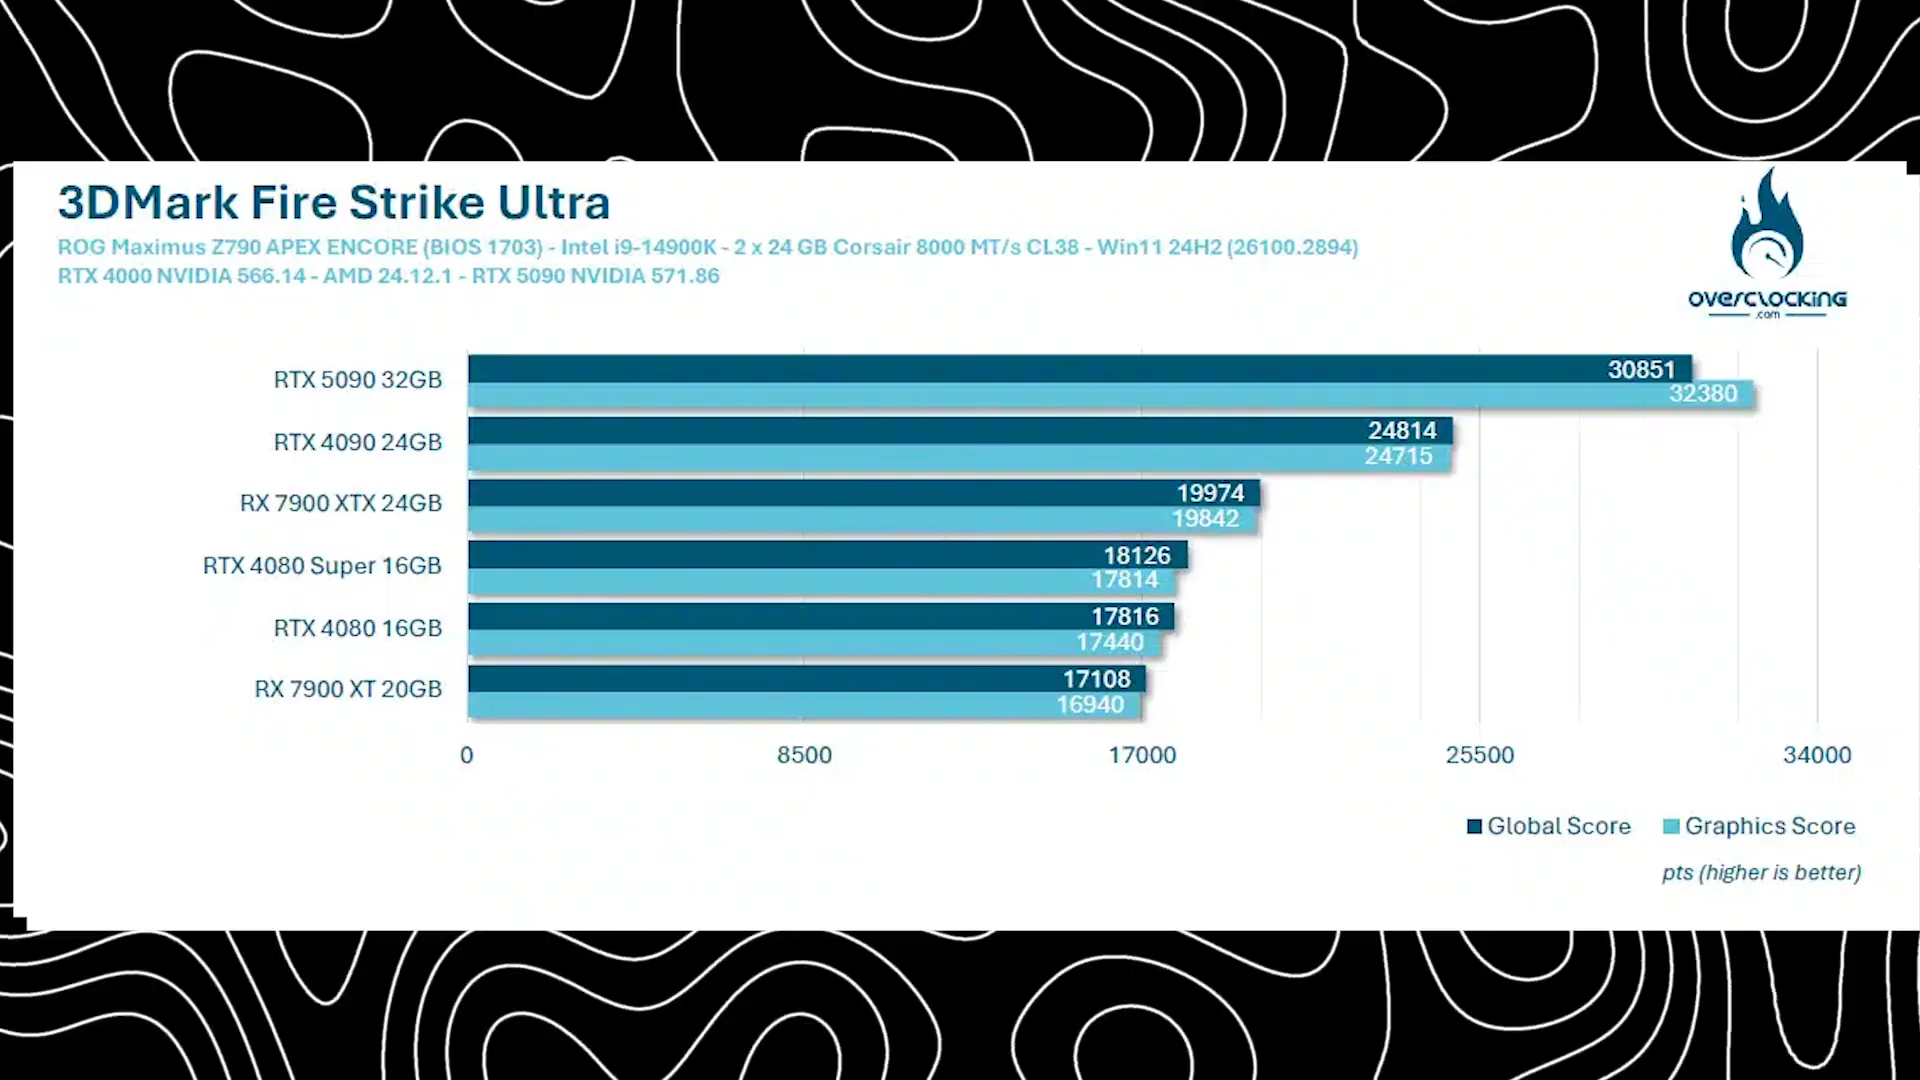 3DMark Fire Strike Ultra
ROG Maximus Z790 APEX ENCORE (BIOS 1703) - Intel i9-14900K - 2 x 24 GB Corsair 8000 MT/s CL38 - Win11 24H2 (26100.2894)
RTX 4000 NVIDIA 566.14 - AMD 24.12.1 - RTX 5090 NVIDIA 571.86
overclocking
.com
RTX 5090 32GB
30851
32380
RTX 4090 24GB
24814
24715
RX 7900 XTX 24GB
19974
19842
RTX 4080 Super 16GB
18126
17814
RTX 4080 16GB
17816
17440
RX 7900 XT 20GB
17108
16940
0 8500 17000 25500 34000
Global Score Graphics Score
pts (higher is better)